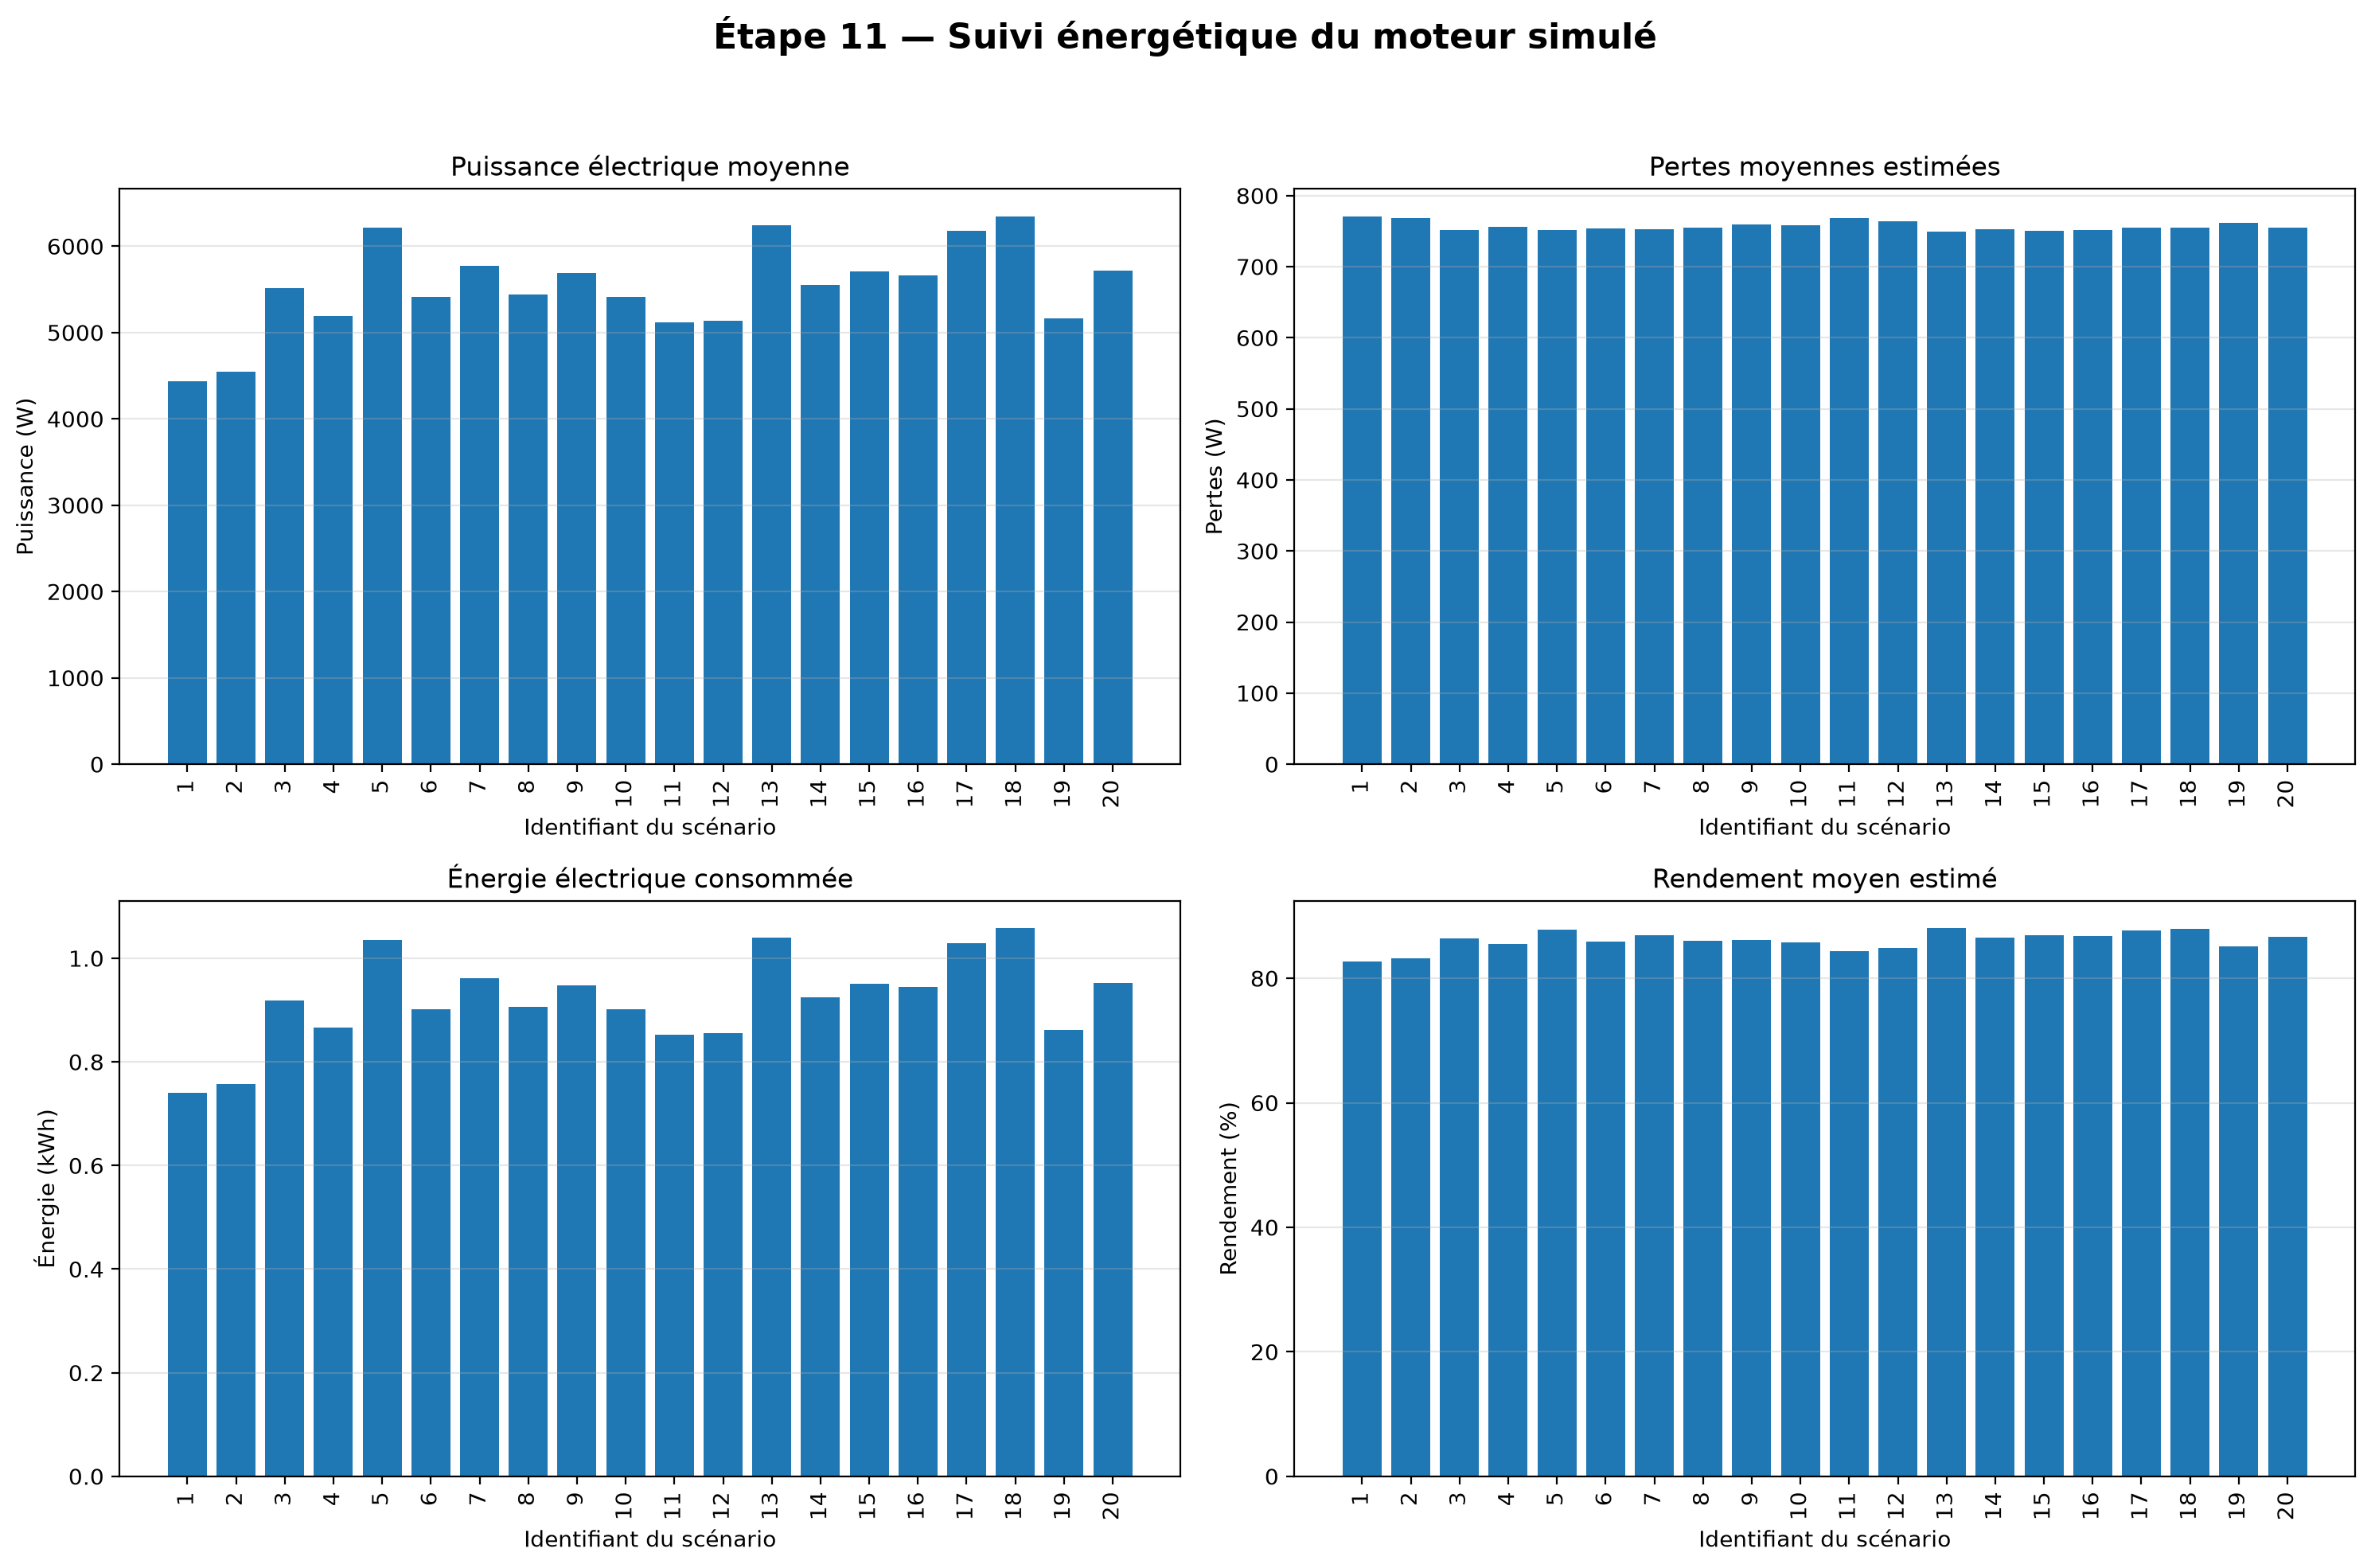 Étape 11 — Suivi énergétique du moteur simulé
Puissance électrique moyenne
Puissance (W)
6000
5000
4000
3000
2000
1000
0
1 2 3 4 5 6 7 8 9 10 11 12 13 14 15 16 17 18 19 20
Identifiant du scénario
Pertes moyennes estimées
Pertes (W)
800
700
600
500
400
300
200
100
0
1 2 3 4 5 6 7 8 9 10 11 12 13 14 15 16 17 18 19 20
Identifiant du scénario
Énergie électrique consommée
Énergie (kWh)
1.0
0.8
0.6
0.4
0.2
0.0
1 2 3 4 5 6 7 8 9 10 11 12 13 14 15 16 17 18 19 20
Identifiant du scénario
Rendement moyen estimé
Rendement (%)
80
60
40
20
0
1 2 3 4 5 6 7 8 9 10 11 12 13 14 15 16 17 18 19 20
Identifiant du scénario